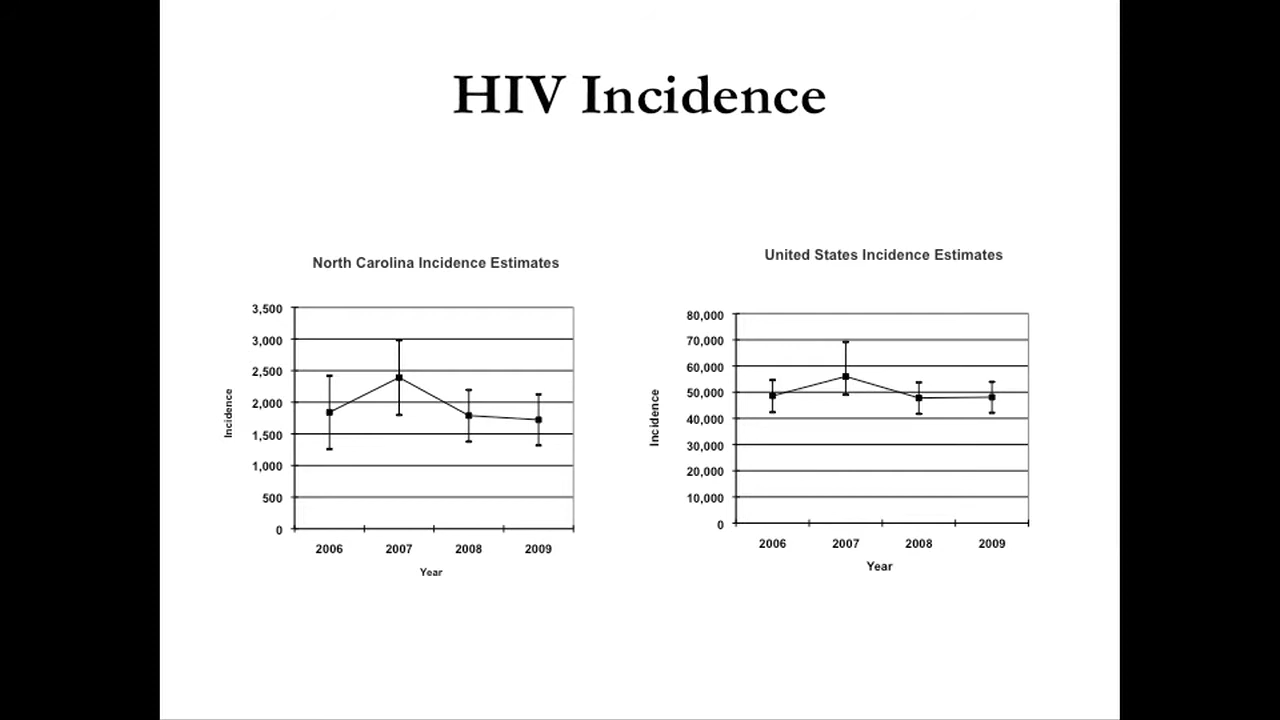 HIV Incidence
North Carolina Incidence Estimates
3,500
3,000
2,500
2,000
1,500
1,000
500
0
Incidence
2006 2007 2008 2009
Year
United States Incidence Estimates
80,000
70,000
60,000
50,000
40,000
30,000
20,000
10,000
0
Incidence
2006 2007 2008 2009
Year